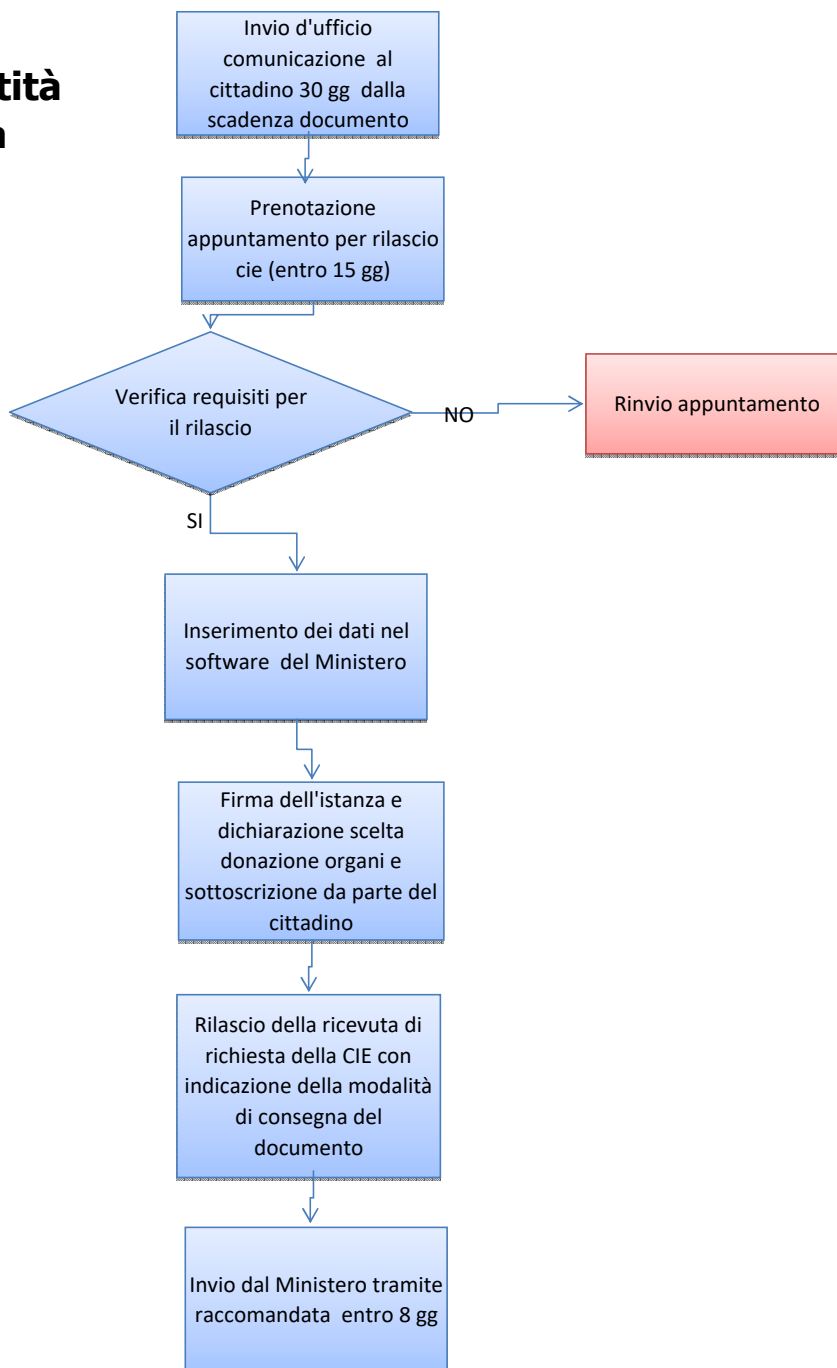 tità
Invio d'ufficio
comunicazione al
cittadino 30 gg dalla
scadenza documento
Prenotazione
appuntamento per rilascio
cie (entro 15 gg)
Verifica requisiti per
il rilascio
NO
Rinvio appuntamento
SI
Inserimento dei dati nel
software del Ministero
Firma dell'istanza e
dichiarazione scelta
donazione organi e
sottoscrizione da parte del
cittadino
Rilascio della ricevuta di
richiesta della CIE con
indicazione della modalità
di consegna del
documento
Invio dal Ministero tramite
raccomandata entro 8 gg